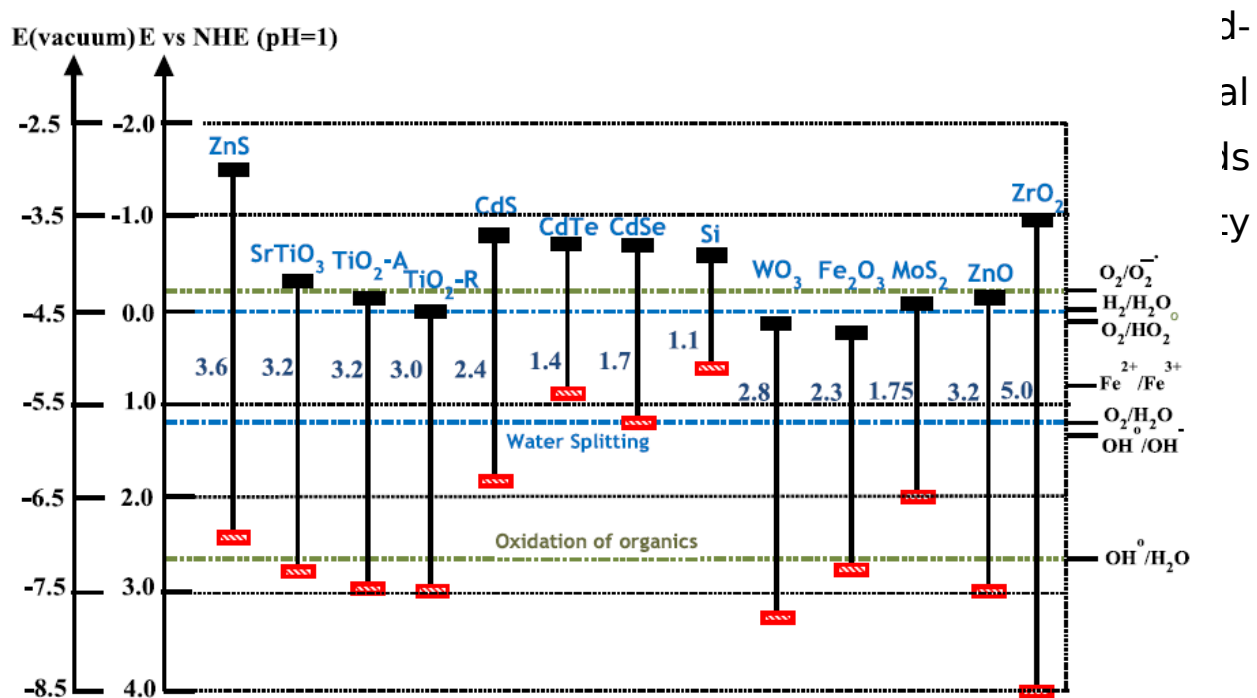 d-
E(vacuum) E vs NHE (pH=1)
al
-2.5 -2.0
ZnS
ds
-3.5 -1.0
ZrO2
ty
CdS
CdTe CdSe Si
SrTiO3 TiO2-A TiO2-R
WO3 Fe2O3 MoS2 ZnO
O2/O2−•
H2/H2O
-4.5 0.0
O2/HO2°
3.6 3.2 3.2 3.0 2.4 1.4 1.7 1.1 2.8 2.3 1.75 3.2 5.0
Fe2+/Fe3+
-5.5 1.0
O2/H2O
Water Splitting
OH°/OH-
-6.5 2.0
Oxidation of organics
OH°/H2O
-7.5 3.0
-8.5 4.0